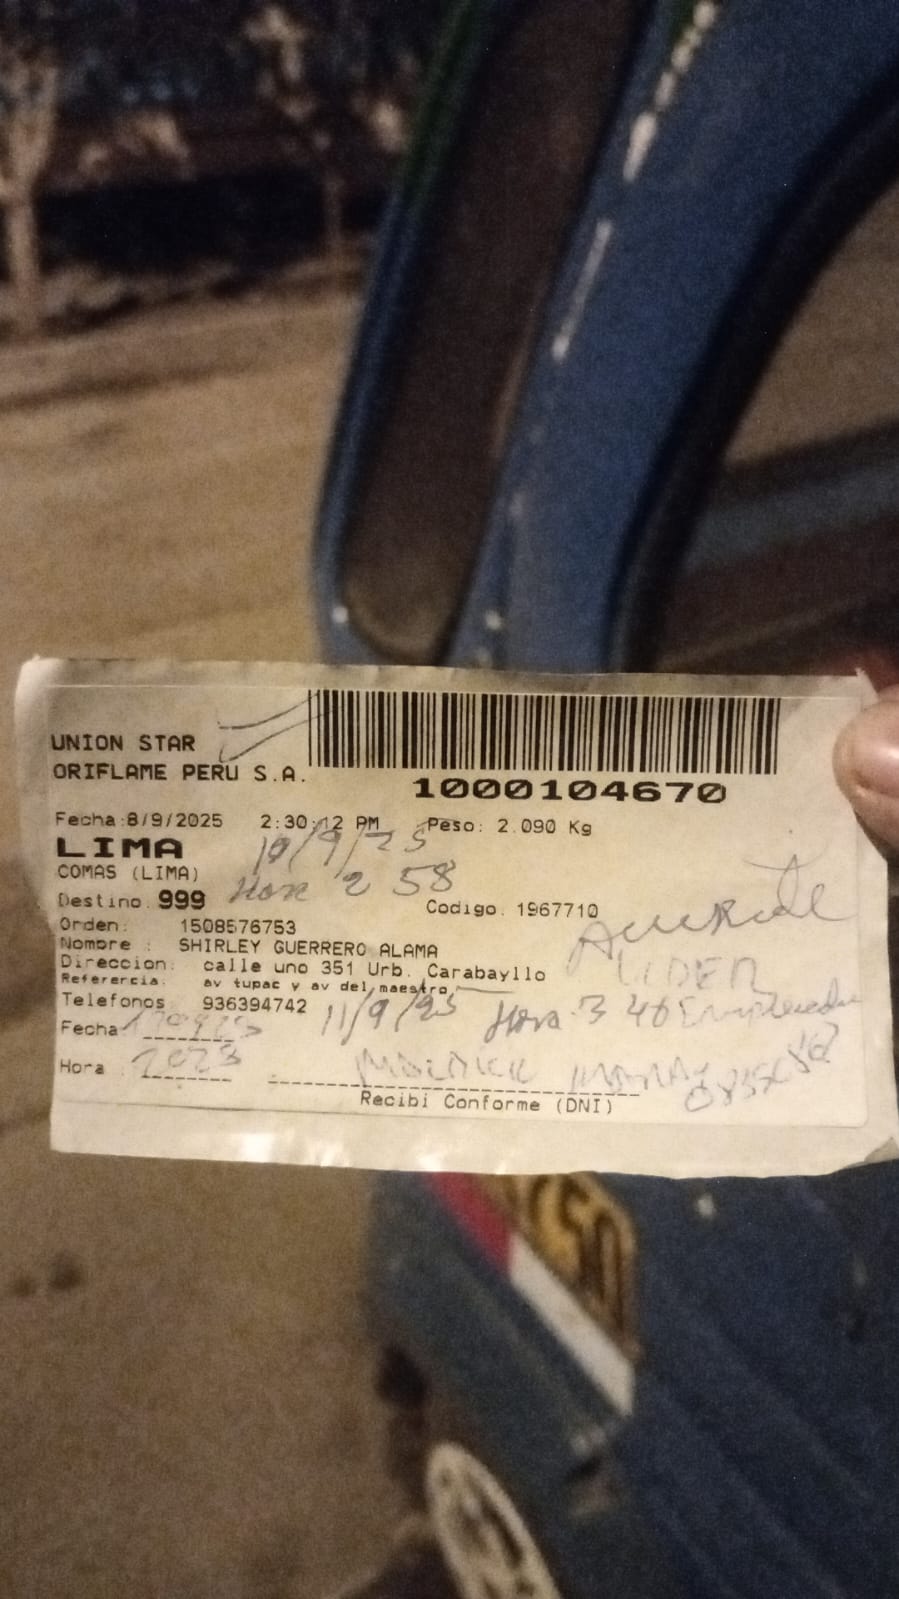 UNION STAR
ORIFLAME PERU S.A.
1000104670
Fecha:8/9/2025 2:30:12 PM Peso: 2.090 Kg
LIMA
10/9/25
COMAS (LIMA)
Hora 2 58
Destino. 999
Codigo. 1967710
Orden: 1508576753
Nombre : SHIRLEY GUERRERO ALAMA
Direccion: calle uno 351 Urb. Carabayllo
LIDER
Referercia: av tupac y av del maestro
Telefonos 936394742
11/9/25 Hora 3 40
Fecha
Hora :
Recibi Conforme (DNI)
50